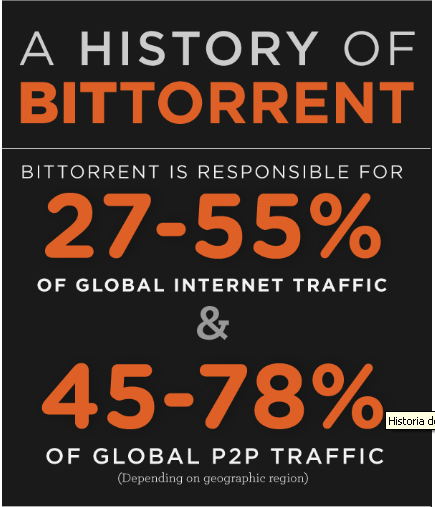 A HISTORY OF
BITTORRENT
BITTORRENT IS RESPONSIBLE FOR
27-55%
OF GLOBAL INTERNET TRAFFIC
&
45-78%
Historia
OF GLOBAL P2P TRAFFIC
(Depending on geographic region)